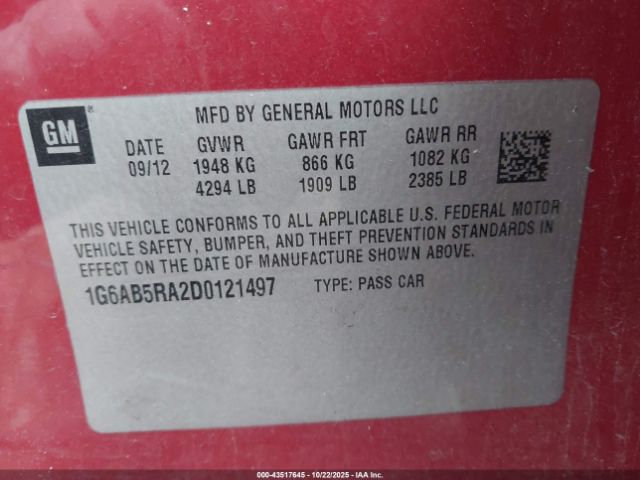 GM®
MFD BY GENERAL MOTORS LLC
DATE GVWR GAWR FRT GAWR RR
09/12 1948 KG 866 KG 1082 KG
4294 LB 1909 LB 2385 LB
THIS VEHICLE CONFORMS TO ALL APPLICABLE U.S. FEDERAL MOTOR
VEHICLE SAFETY, BUMPER, AND THEFT PREVENTION STANDARDS IN
EFFECT ON THE DATE OF MANUFACTURE SHOWN ABOVE.
1G6AB5RA2D0121497 TYPE: PASS CAR
000-43517645 - 10/22/2025 - IAA Inc.